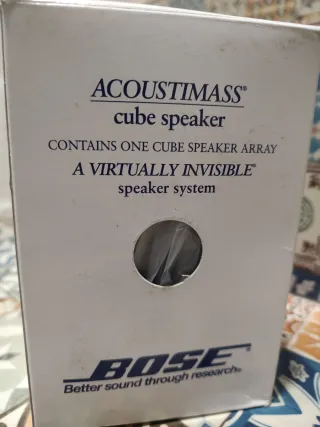 ACOUSTIMASS®
cube speaker
CONTAINS ONE CUBE SPEAKER ARRAY
A VIRTUALLY INVISIBLE®
speaker system
BOSE
Better sound through research®